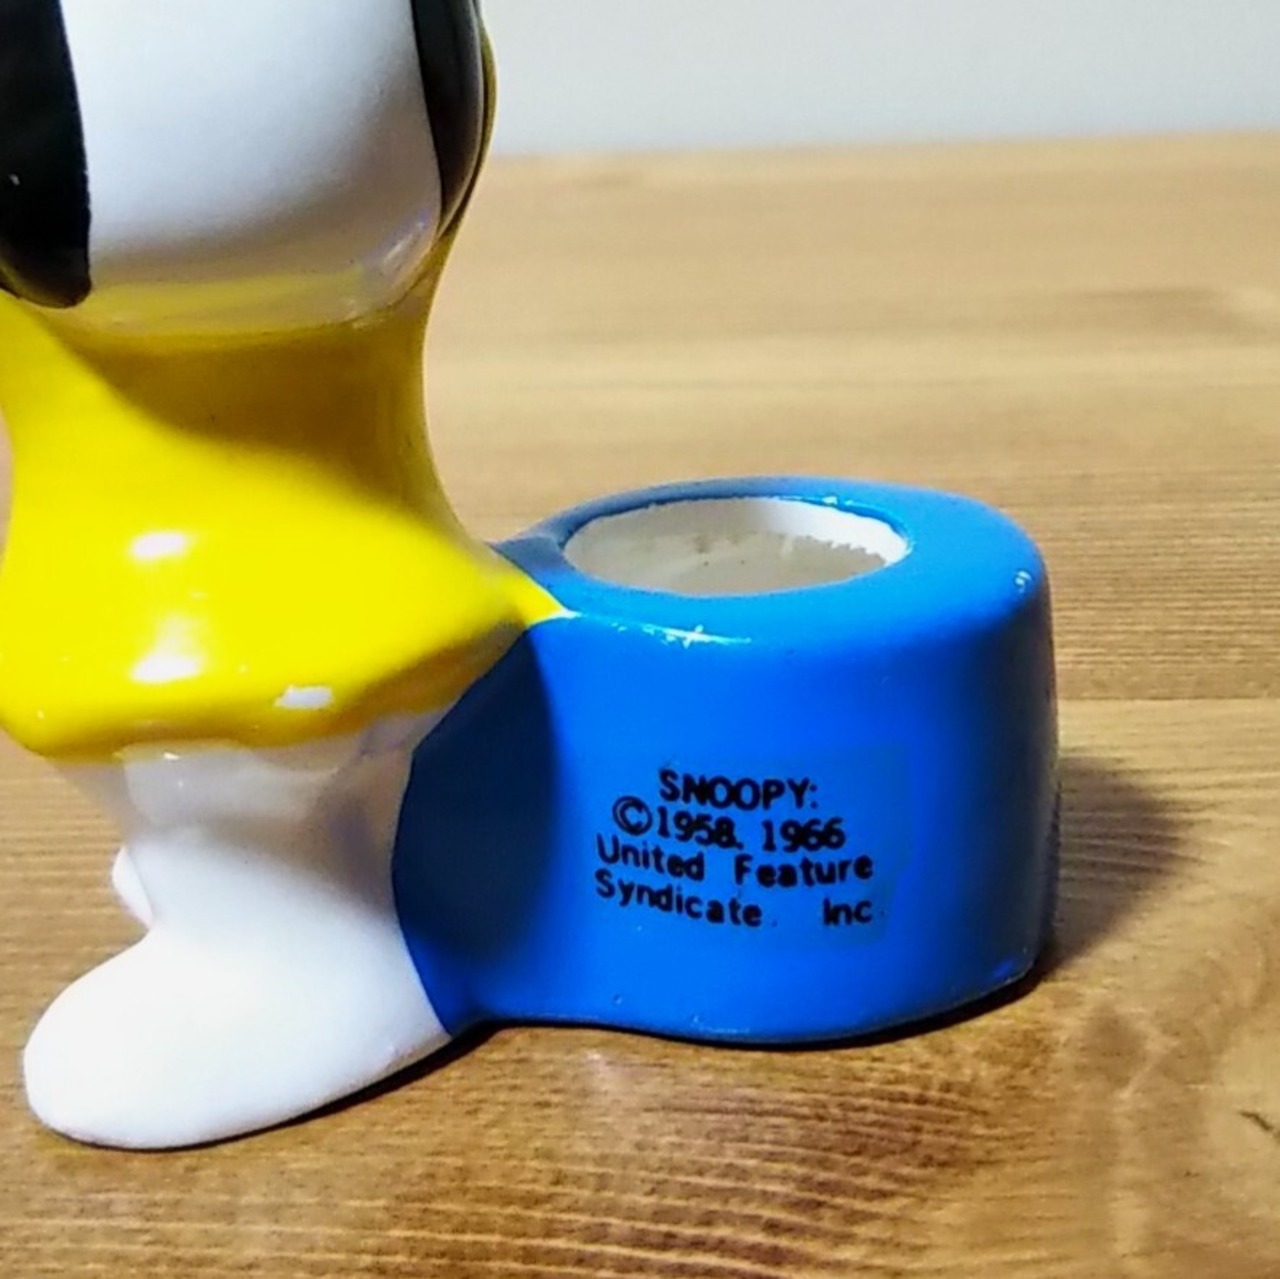 SNOOPY:
©1958, 1966
United Feature
Syndicate, Inc.